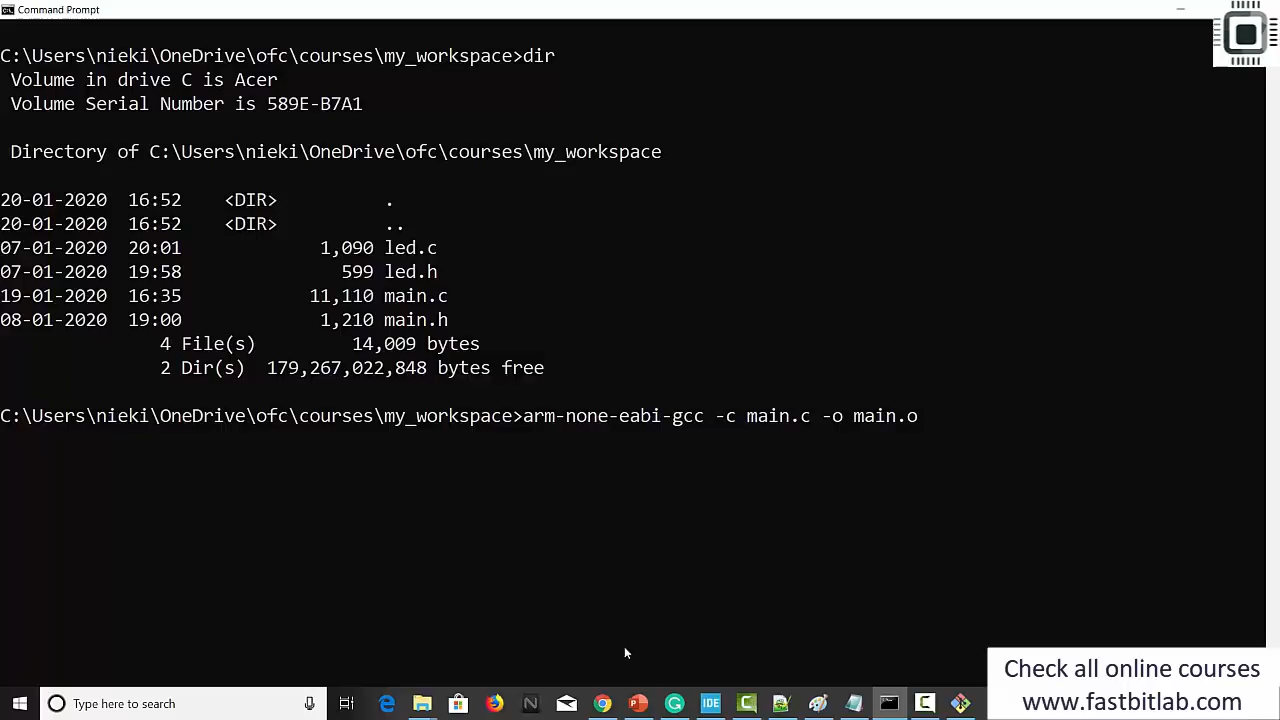 Command Prompt
C:\Users\nieki\OneDrive\ofc\courses\my_workspace>dir
Volume in drive C is Acer
Volume Serial Number is 589E-B7A1
Directory of C:\Users\nieki\OneDrive\ofc\courses\my_workspace
20-01-2020 16:52 <DIR> .
20-01-2020 16:52 <DIR> ..
07-01-2020 20:01 1,090 led.c
07-01-2020 19:58 599 led.h
19-01-2020 16:35 11,110 main.c
08-01-2020 19:00 1,210 main.h
4 File(s) 14,009 bytes
2 Dir(s) 179,267,022,848 bytes free
C:\Users\nieki\OneDrive\ofc\courses\my_workspace>arm-none-eabi-gcc -c main.c -o main.o
Check all online courses
www.fastbitlab.com
Type here to search
IDE